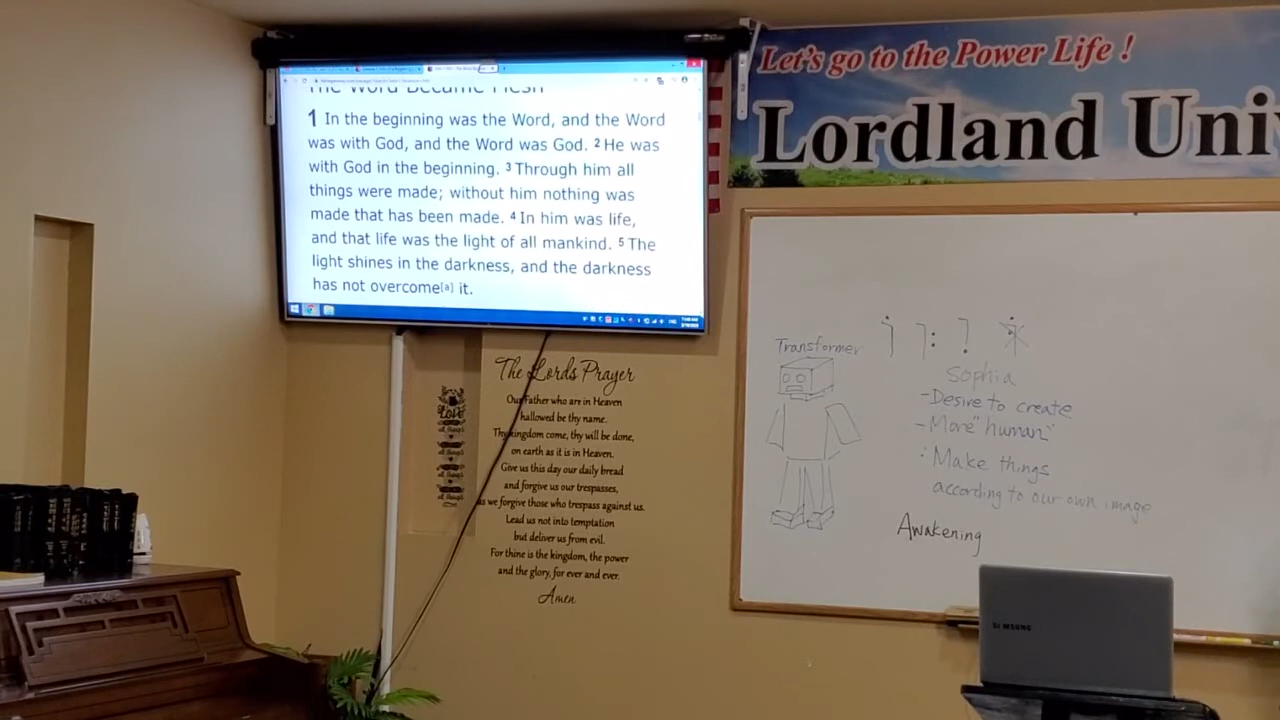 The Word Became Flesh
1 In the beginning was the Word, and the Word
was with God, and the Word was God. 2 He was
with God in the beginning. 3 Through him all
things were made; without him nothing was
made that has been made. 4 In him was life,
and that life was the light of all mankind. 5 The
light shines in the darkness, and the darkness
has not overcome[a] it.
Let's go to the Power Life !
Lordland Uni
The Lords Prayer
Our Father who are in Heaven
hallowed be thy name.
Thy kingdom come, thy will be done,
on earth as it is in Heaven.
Give us this day our daily bread
and forgive us our trespasses,
as we forgive those who trespass against us.
Lead us not into temptation
but deliver us from evil.
For thine is the kingdom, the power
and the glory, for ever and ever.
Amen
Love
Transformer
Sophia
-Desire to create
-More "human"
: Make things
according to our own image
Awakening
SAMSUNG